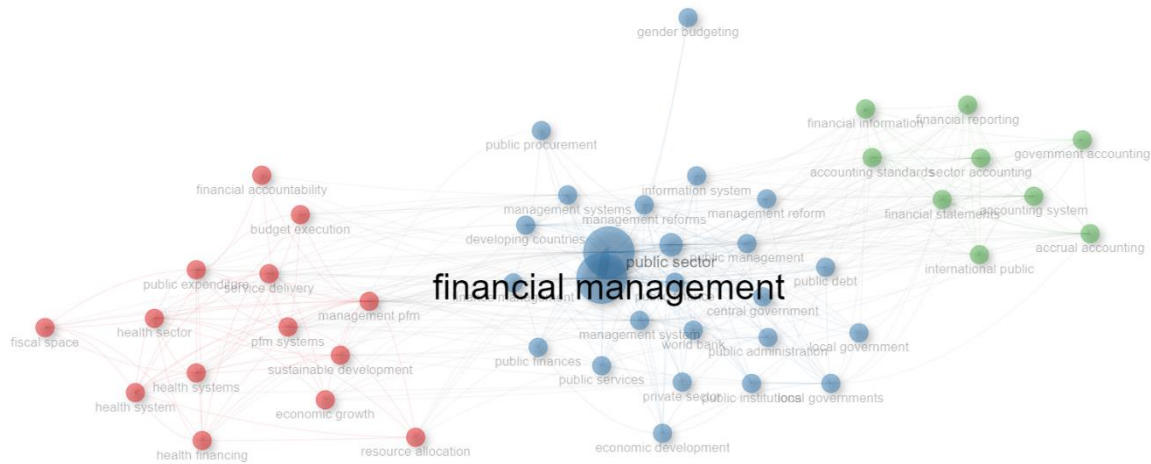 gender budgeting
financial information
financial reporting
public procurement
government accounting
accounting standards
sector accounting
financial accountability
information system
management systems
management reforms
management reform
financial statements
accounting system
budget execution
developing countries
public management
accrual accounting
public sector
international public
public expenditure
service delivery
public debt
financial management
management pfm
central government
health sector
fiscal space
pfm systems
management system
world bank
public administration
local government
public finances
sustainable development
public services
health systems
private sector
public institutions
local governments
health system
economic growth
economic development
health financing
resource allocation